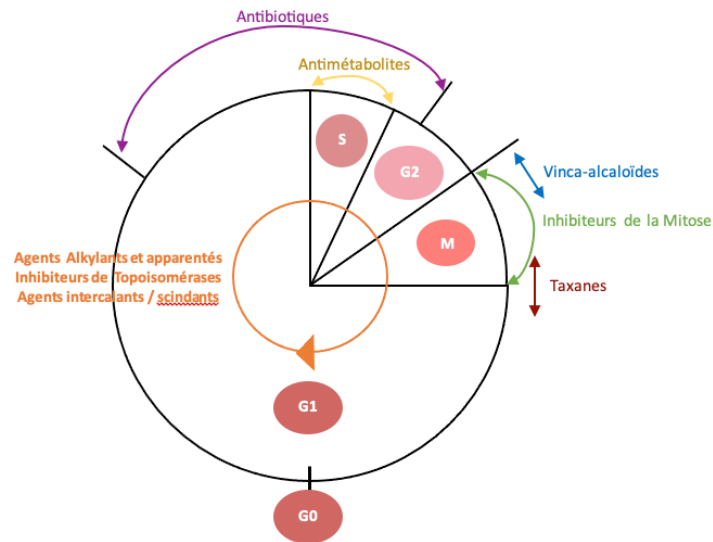 Antibiotiques
Antimétabolites
S
G2
Vinca-alcaloïdes
Inhibiteurs de la Mitose
M
Agents Alkylants et apparentés
Inhibiteurs de Topoisomérases
Agents intercalants / scindants
Taxanes
G1
G0